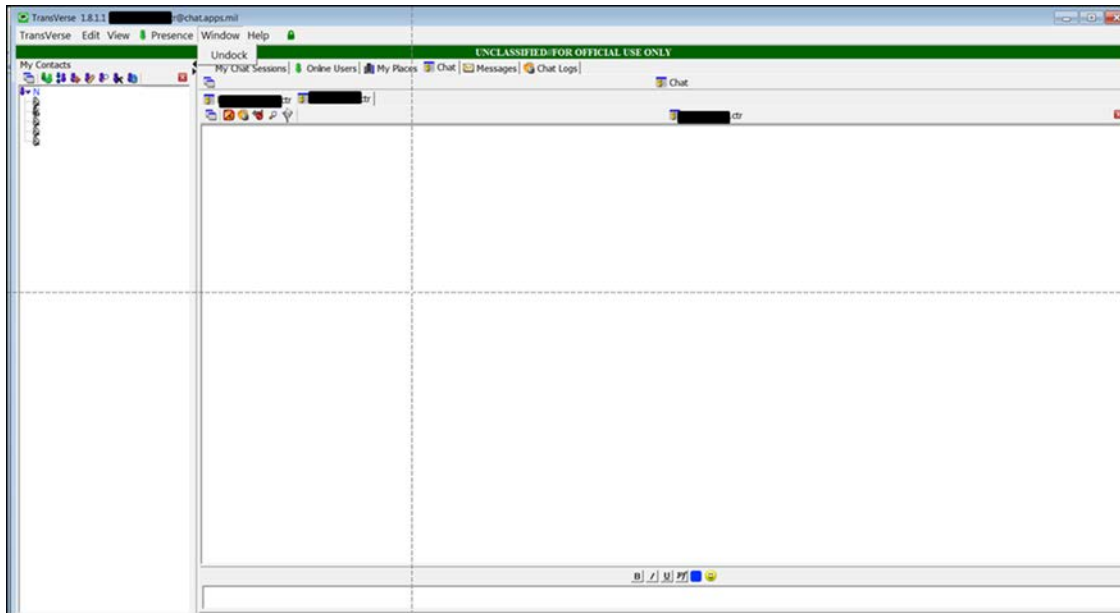 TransVerse 1.8.1.1 r@chat.apps.mil
TransVerse Edit View Presence Window Help
Undock
UNCLASSIFIED//FOR OFFICIAL USE ONLY
My Contacts
My Chat Sessions Online Users My Places Chat Messages Chat Logs
Chat
N
ctr ctr
.ctr
B I U